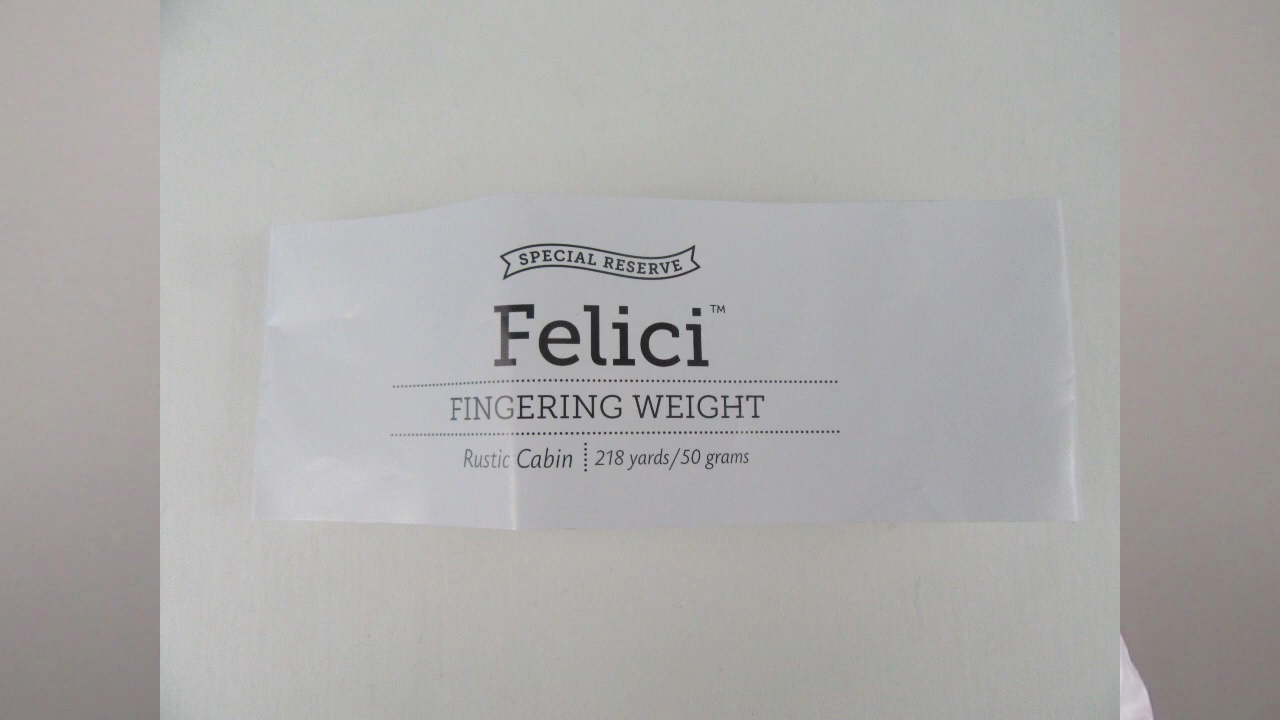 SPECIAL RESERVE
Felici™
FINGERING WEIGHT
Rustic Cabin 218 yards/50 grams